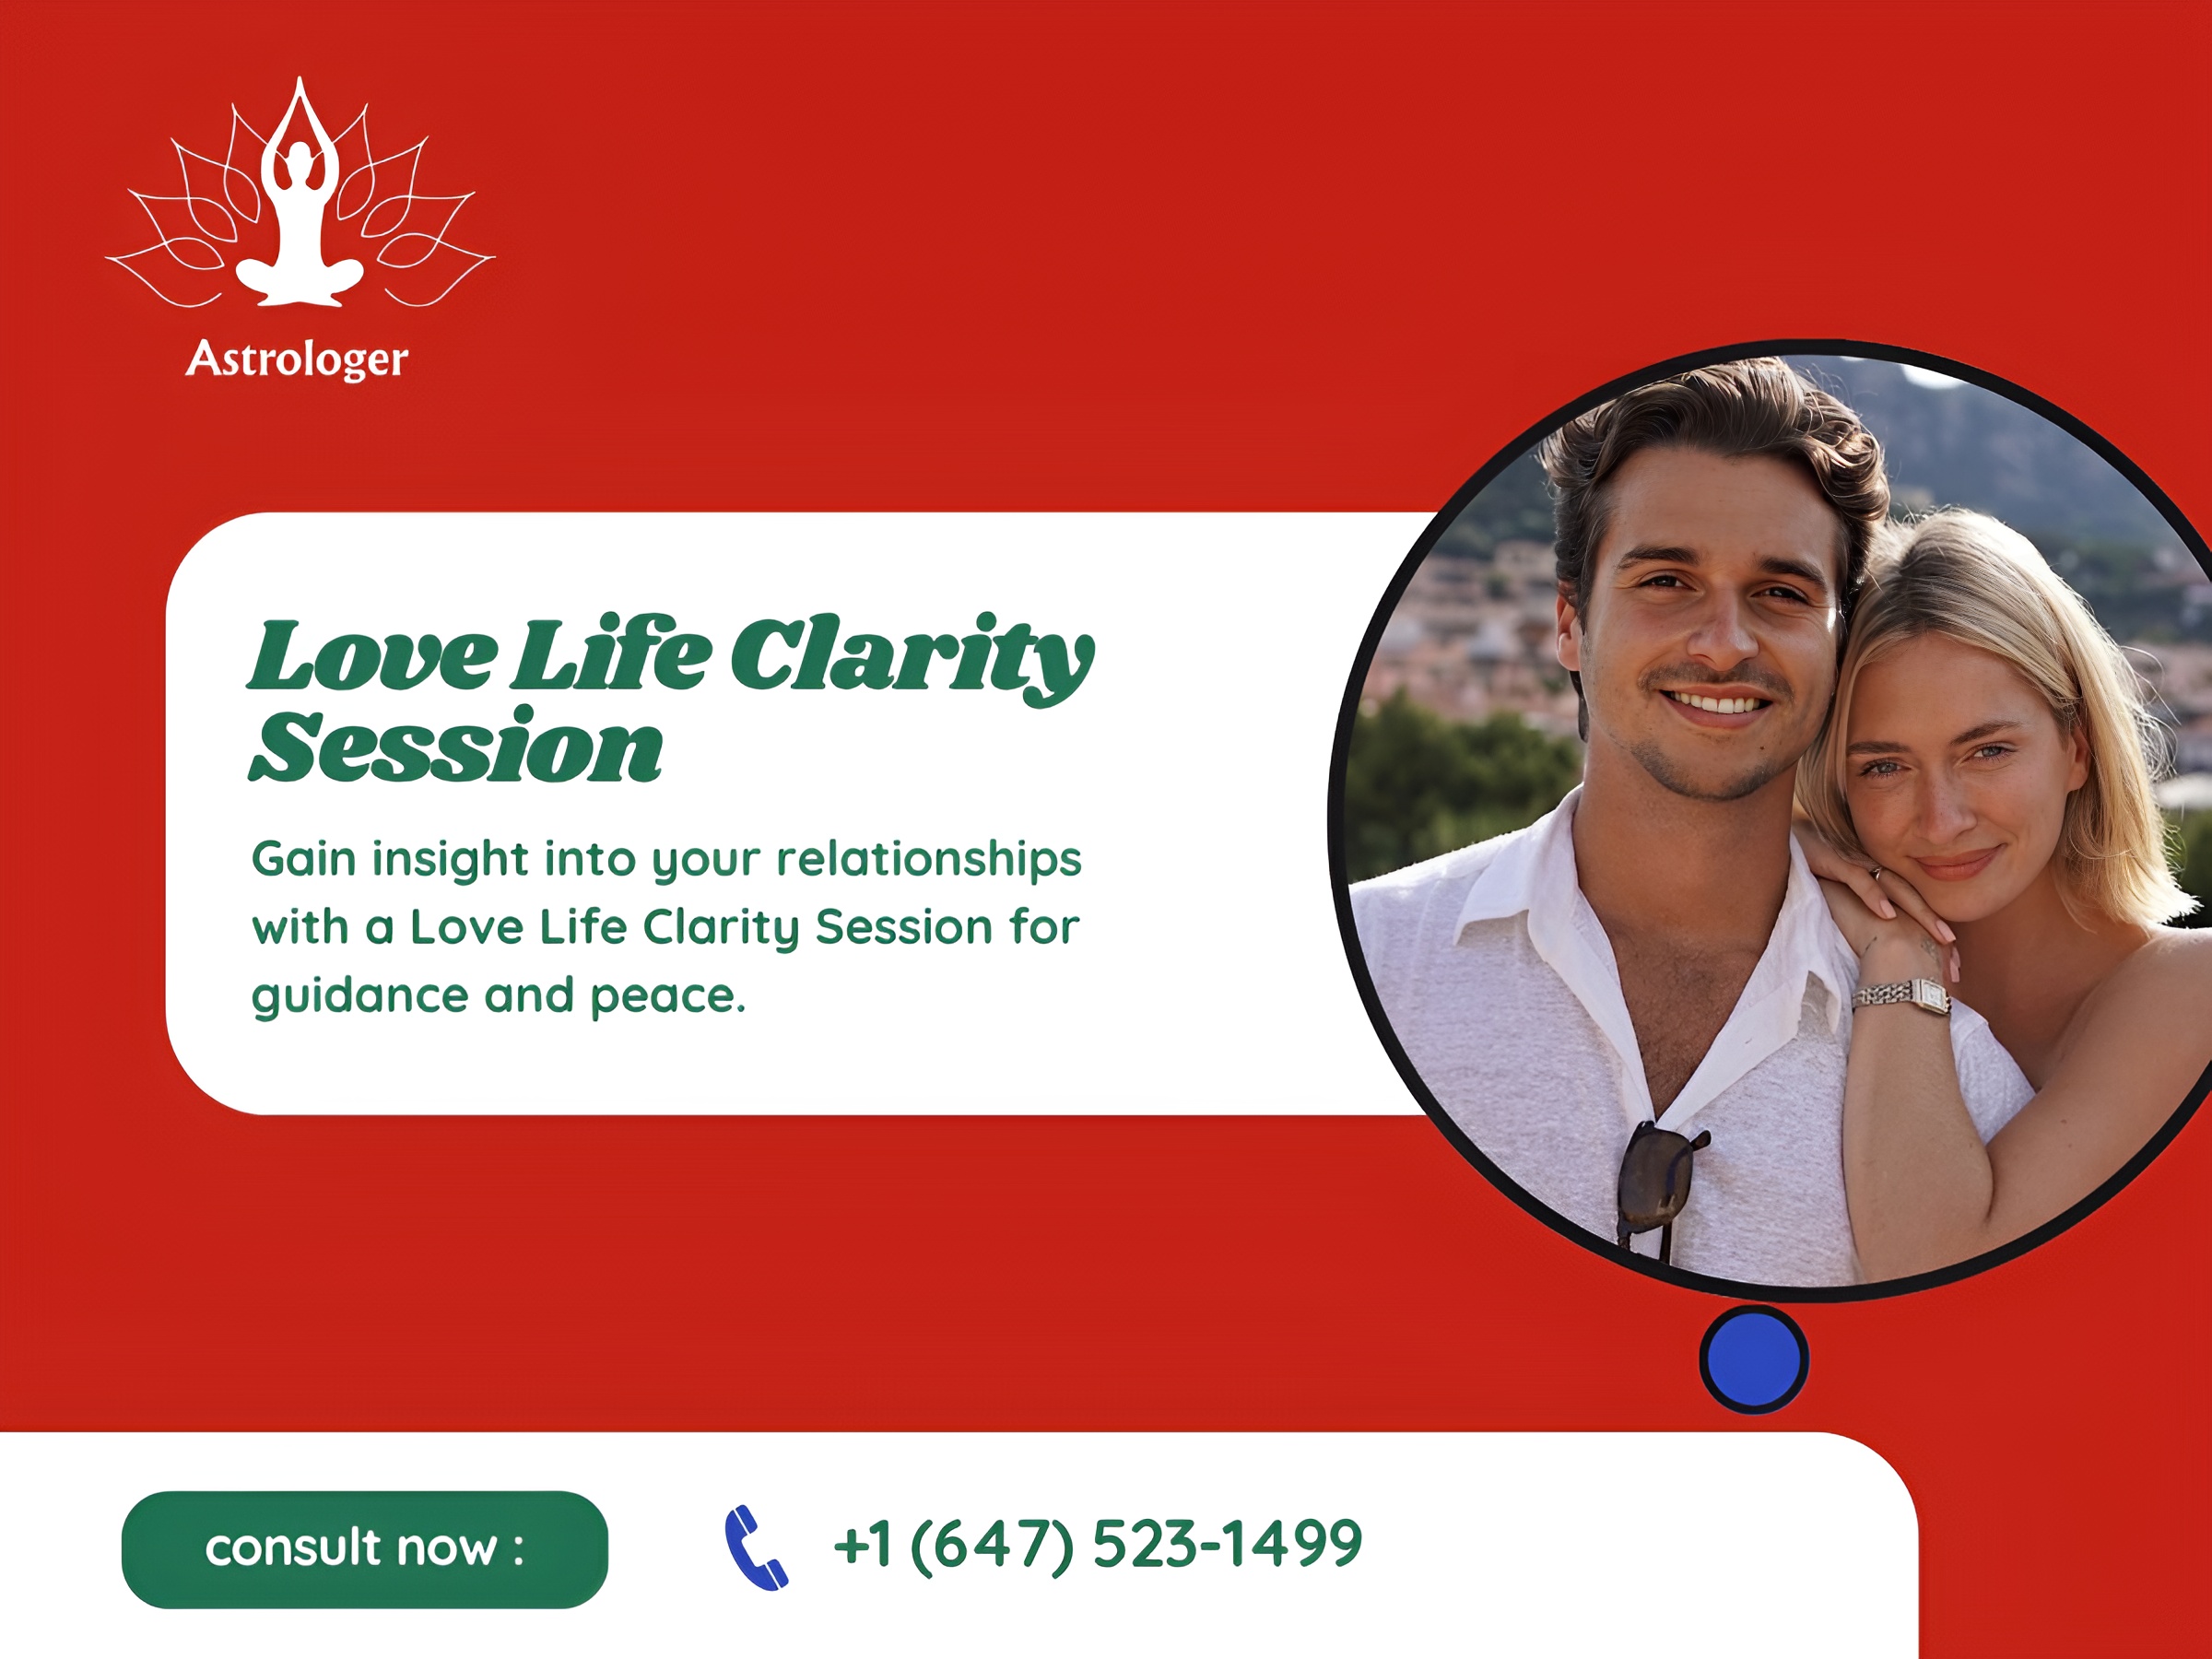 Astrologer
Love Life Clarity
Session
Gain insight into your relationships
with a Love Life Clarity Session for
guidance and peace.
consult now :
+1 (647) 523-1499